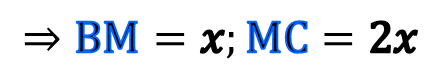 ⇒ BM = x; MC = 2x